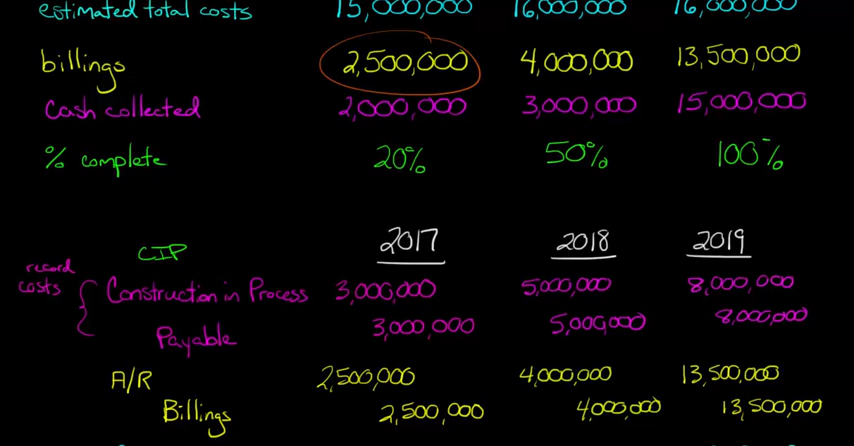 estimated total costs 15,000,000 16,000,000 16,000,000
billings 2,500,000 4,000,000 13,500,000
Cash collected 2,000,000 3,000,000 15,000,000
% complete 20% 50% 100%
2017 2018 2019
CIP
record costs
Construction in Process 3,000,000 5,000,000 8,000,000
Payable 3,000,000 5,000,000 8,000,000
A/R 2,500,000 4,000,000 13,500,000
Billings 2,500,000 4,000,000 13,500,000